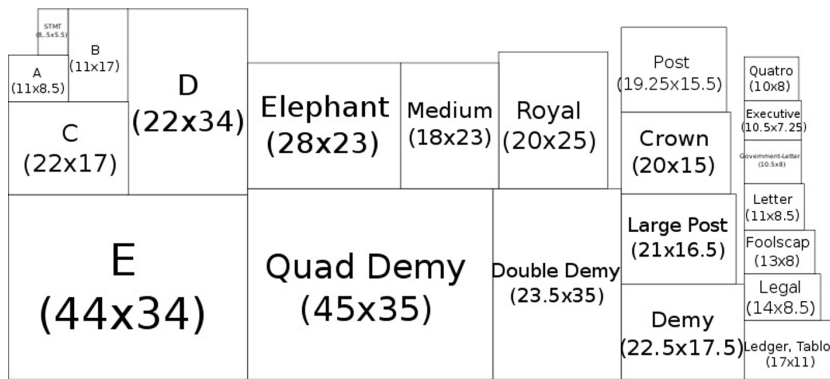 STMT
(8,.5x5.5)
A
(11x8.5)
B
(11x17)
C
(22x17)
D
(22x34)
E
(44x34)
Elephant
(28x23)
Medium
(18x23)
Royal
(20x25)
Quad Demy
(45x35)
Double Demy
(23.5x35)
Post
(19.25x15.5)
Crown
(20x15)
Large Post
(21x16.5)
Demy
(22.5x17.5)
Quatro
(10x8)
Executive
(10.5x7.25)
Government-Letter
(10.5x8)
Letter
(11x8.5)
Foolscap
(13x8)
Legal
(14x8.5)
Ledger, Tablo
(17x11)